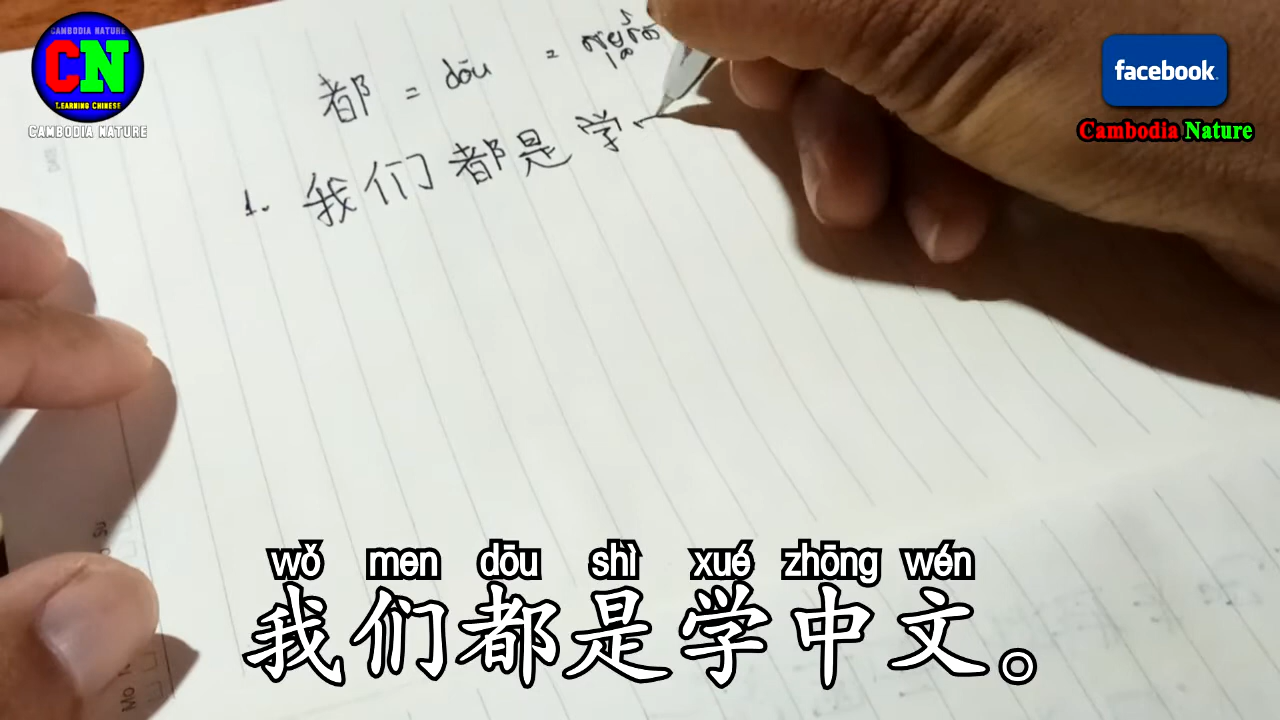 CAMBODIA NATURE
CN
LEARNING CHINESE
CAMBODIA NATURE
facebook
Cambodia Nature
都 = dōu =
1. 我们都是学
wǒ men dōu shì xué zhōng wén
我们都是学中文。